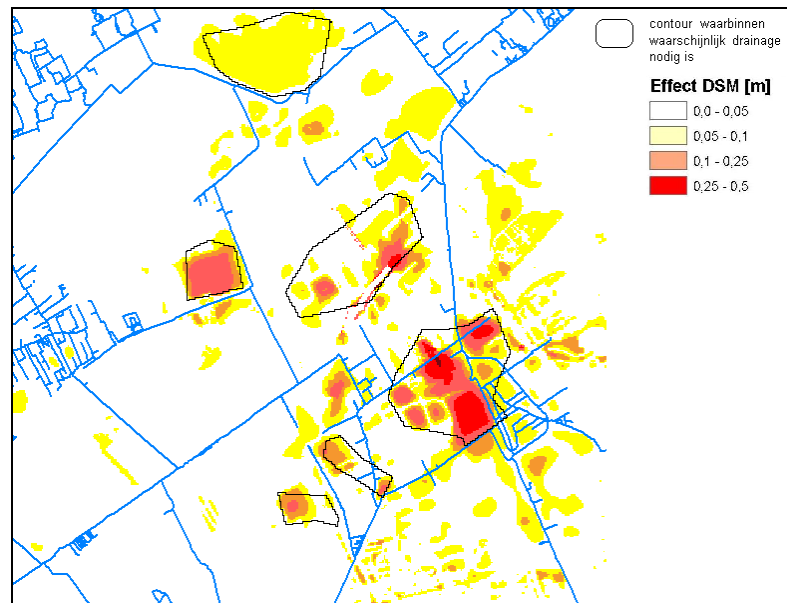 contour waarbinnen
waarschijnlijk drainage
nodig is
Effect DSM [m]
0,0 - 0,05
0,05 - 0,1
0,1 - 0,25
0,25 - 0,5